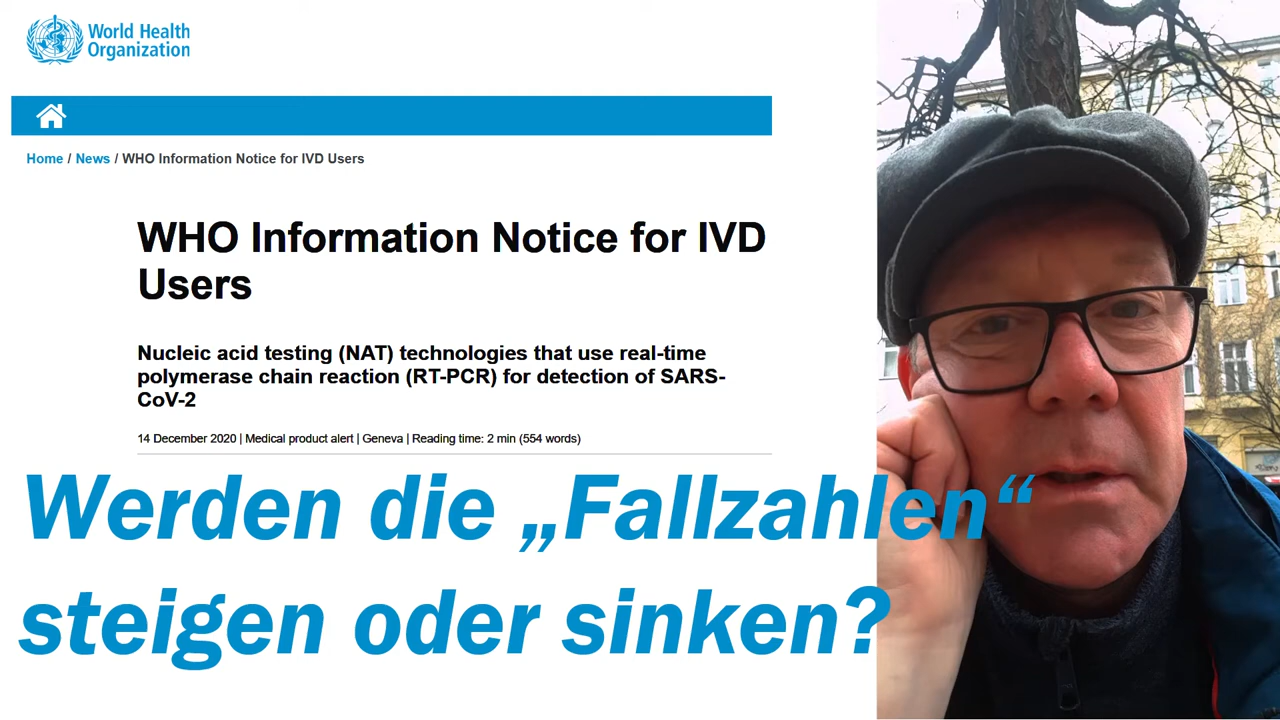 World Health
Organization
Home / News / WHO Information Notice for IVD Users
WHO Information Notice for IVD
Users
Nucleic acid testing (NAT) technologies that use real-time
polymerase chain reaction (RT-PCR) for detection of SARS-
CoV-2
14 December 2020 | Medical product alert | Geneva | Reading time: 2 min (554 words)
Werden die „Fallzahlen“
steigen oder sinken?